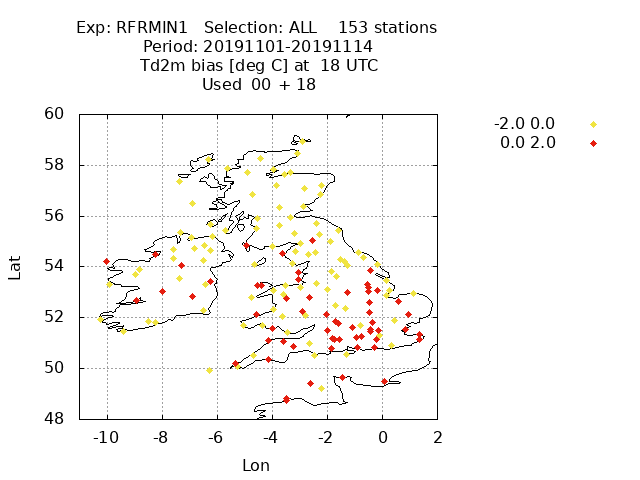 Exp: RFRMIN1 Selection: ALL 153 stations
Period: 20191101-20191114
Td2m bias [deg C] at 18 UTC
Used 00 + 18
-2.0 0.0
0.0 2.0
60
58
56
54
52
50
48
Lat
-10 -8 -6 -4 -2 0 2
Lon